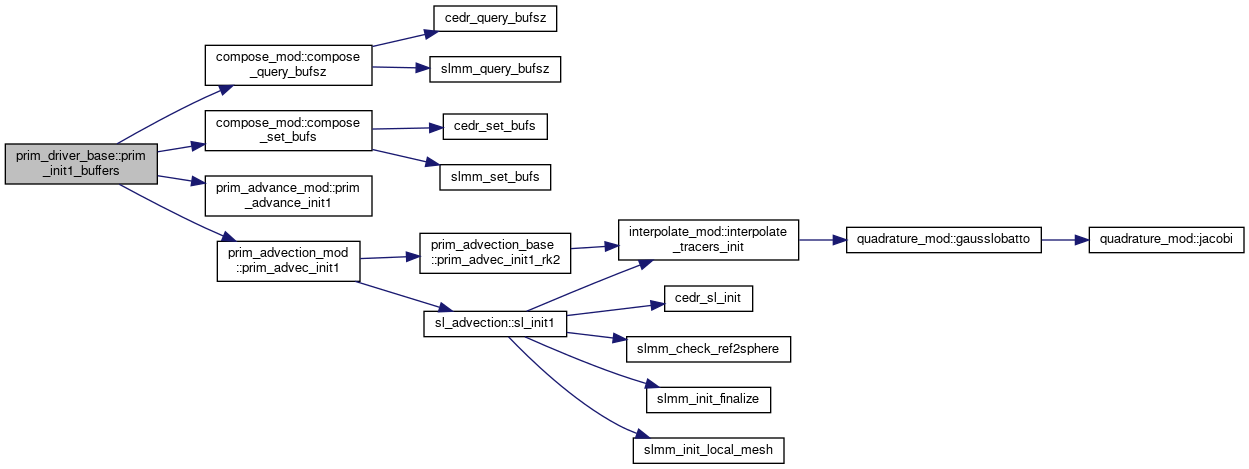 prim_driver_base::prim
_init1_buffers
compose_mod::compose
_query_bufsz
cedr_query_bufsz
slmm_query_bufsz
compose_mod::compose
_set_bufs
cedr_set_bufs
slmm_set_bufs
prim_advance_mod::prim
_advance_init1
prim_advection_mod
::prim_advec_init1
prim_advection_base
::prim_advec_init1_rk2
interpolate_mod::interpolate
_tracers_init
quadrature_mod::gausslobatto
quadrature_mod::jacobi
sl_advection::sl_init1
cedr_sl_init
slmm_check_ref2sphere
slmm_init_finalize
slmm_init_local_mesh